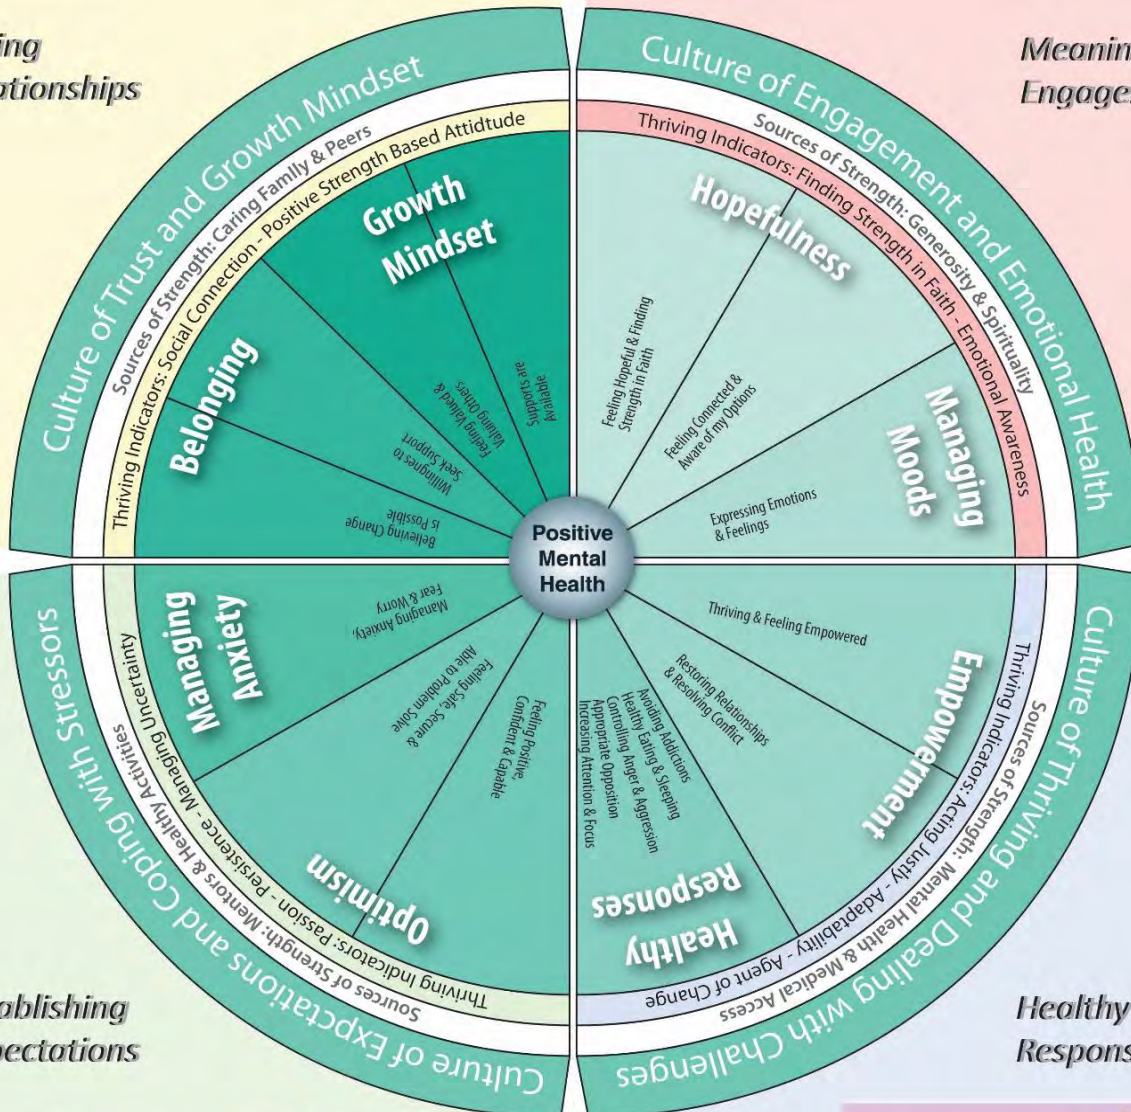 ing
ationships
Meanin
Engage
Culture of Trust and Growth Mindset
Sources of Strength: Caring Family & Peers
Thriving Indicators: Social Connection - Positive Strength Based Attidtude
Growth
Mindset
Belonging
Supports are
Available
Feeling Valued &
Valuing Others
Willingness to
Seek Support
Believing Change
is Possible
Culture of Engagement and Emotional Health
Sources of Strength: Generosity & Spirituality
Thriving Indicators: Finding Strength in Faith - Emotional Awareness
Hopefulness
Managing
Moods
Feeling Hopeful & Finding
Strength in Faith
Feeling Connected &
Aware of my Options
Expressing Emotions
& Feelings
Positive
Mental
Health
Culture of Thriving and Dealing with Challenges
Sources of Strength: Mental Health & Medical Access
Thriving Indicators: Acting Justly - Adaptability - Agent of Change
Empowerment
Healthy
Responses
Thriving & Feeling Empowered
Restoring Relationships
& Resolving Conflict
Avoiding Addictions
Healthy Eating & Sleeping
Controlling Anger & Aggression
Appropriate Opposition
Increasing Attention & Focus
Culture of Expctations and Coping with Stressors
Sources of Strength: Mentors & Healthy Activities
Thriving Indicators: Passion - Persistence - Managing Uncertainty
Optimism
Managing
Anxiety
Feeling Positive,
Confident & Capable
Feeling Safe, Secure &
Able to Problem Solve
Managing Anxiety,
Fear & Worry
ablishing
pectations
Healthy
Respons